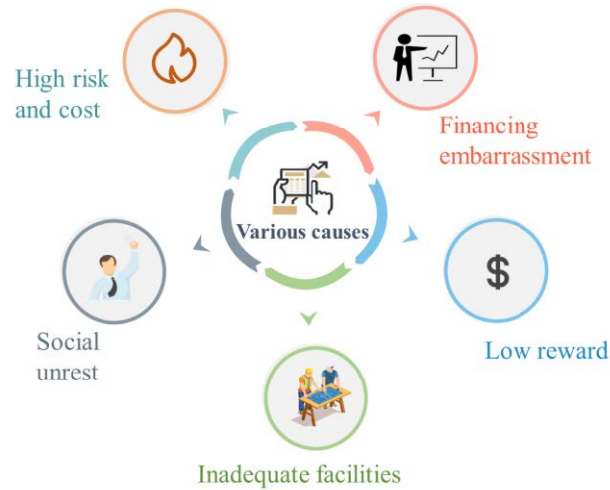 High risk
and cost
Financing
embarrassment
Various causes
Social
unrest
$
Low reward
Inadequate facilities